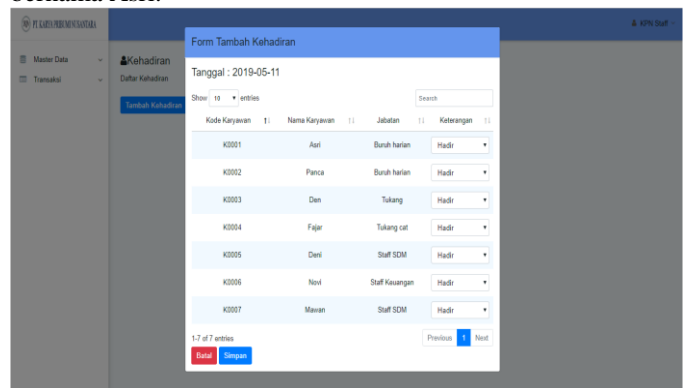 bernama Asri.
PT. KARYA PERBUMI NUSANTARA
KPN Staff
Master Data
Transaksi
Kehadiran
Daftar Kehadiran
Tambah Kehadiran
Form Tambah Kehadiran
Tanggal : 2019-05-11
Show 10 entries Search
Kode Karyawan Nama Karyawan Jabatan Keterangan
K0001 Asri Buruh harian Hadir
K0002 Panca Buruh harian Hadir
K0003 Den Tukang Hadir
K0004 Fajar Tukang cat Hadir
K0005 Deni Staff SDM Hadir
K0006 Novi Staff Keuangan Hadir
K0007 Mawan Staff SDM Hadir
1-7 of 7 entries Previous 1 Next
Batal Simpan